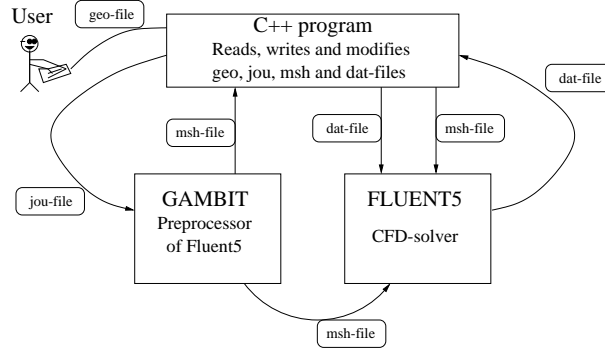 User
geo-file
C++ program
Reads, writes and modifies
geo, jou, msh and dat-files
dat-file
msh-file
dat-file
msh-file
jou-file
GAMBIT
Preprocessor
of Fluent5
FLUENT5
CFD-solver
msh-file